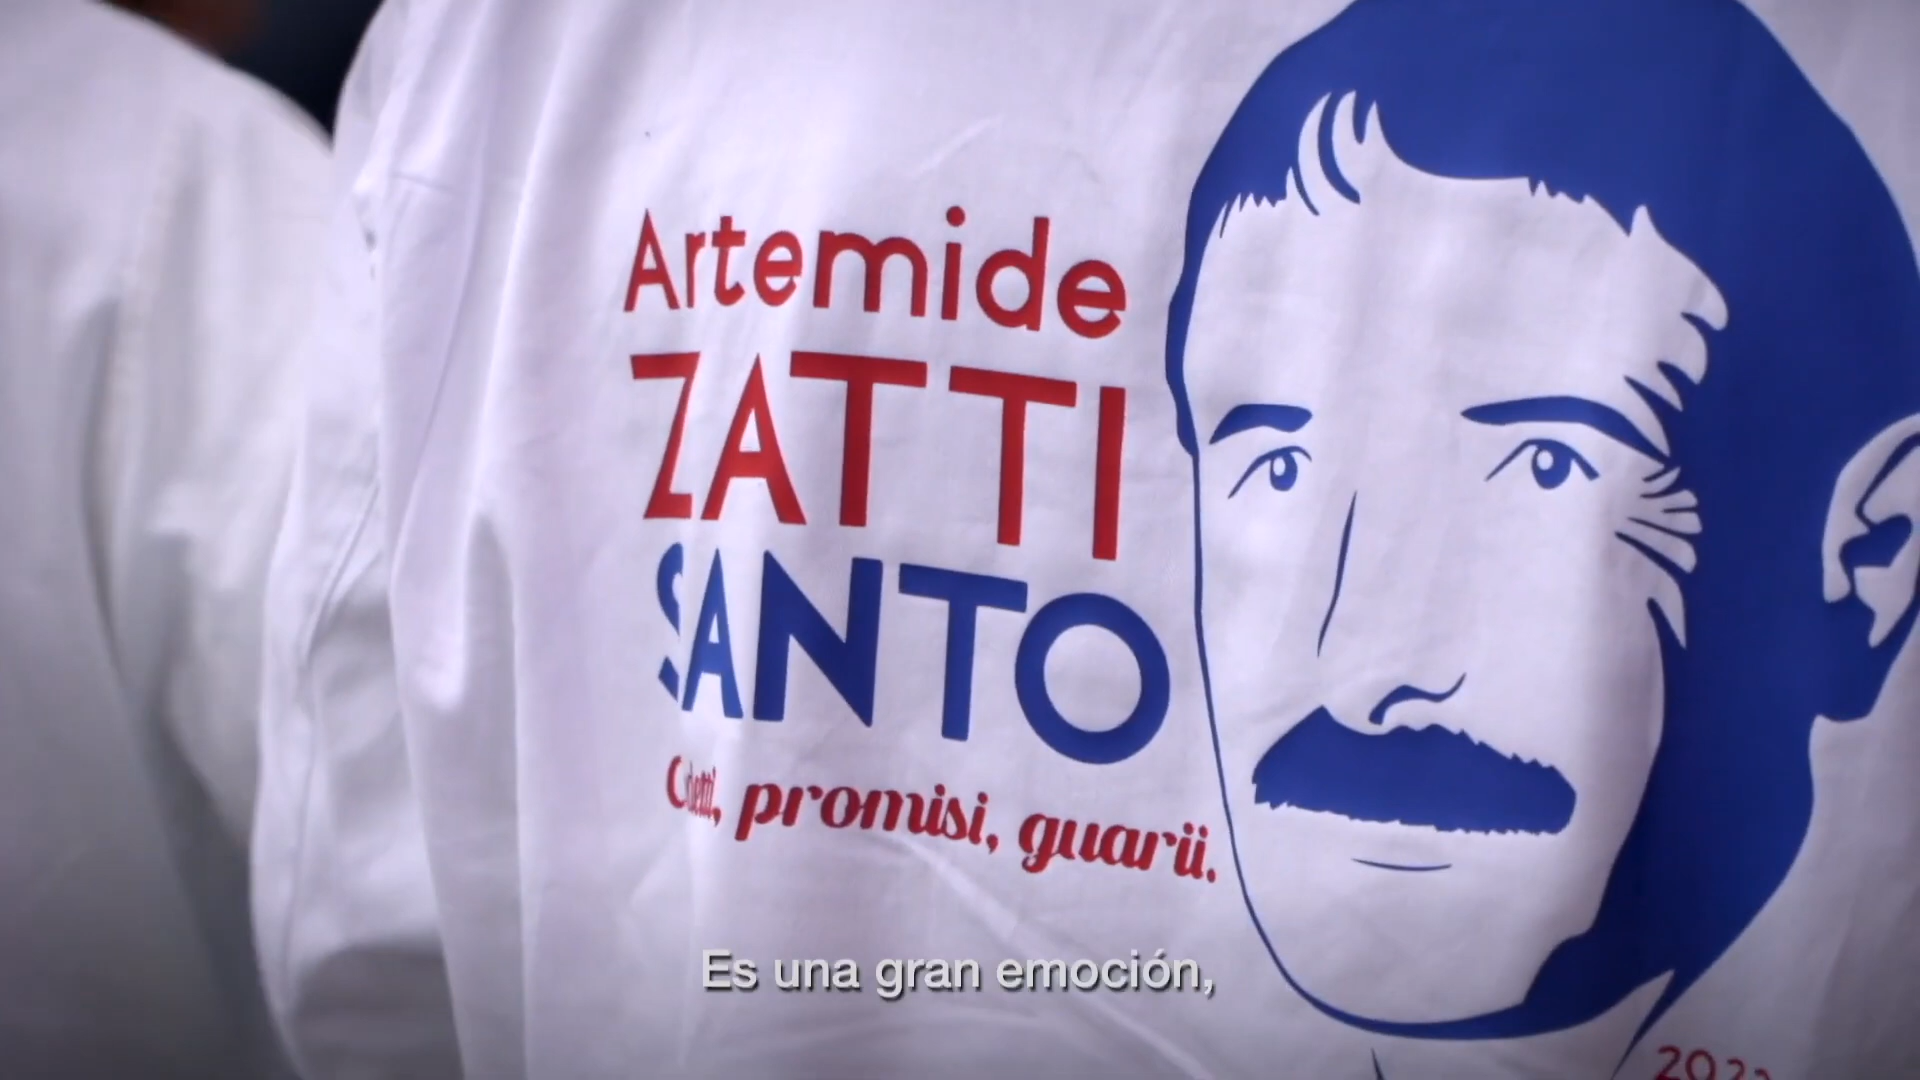 Artemide
ZATTI
SANTO
promisi, guarii.
Es una gran emoción,